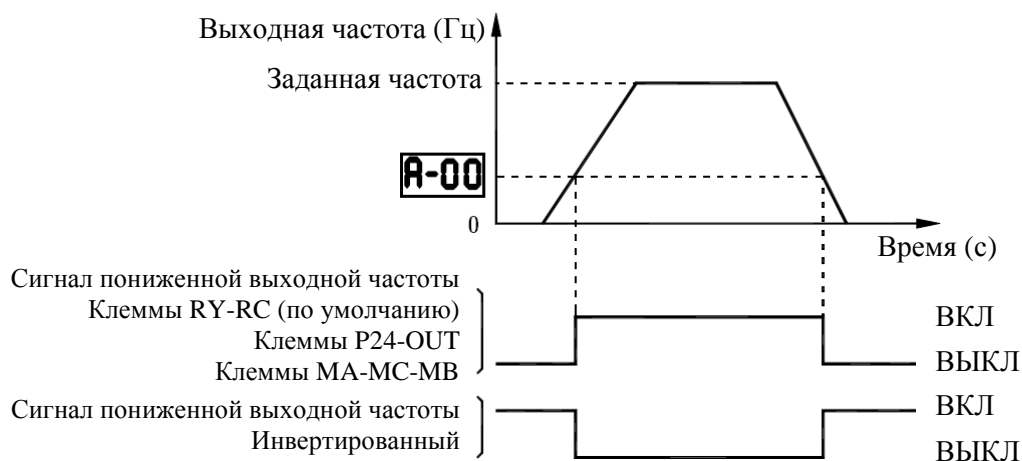 Выходная частота (Гц)
Заданная частота
A-00
0
Время (с)
Сигнал пониженной выходной частоты
Клеммы RY-RC (по умолчанию)
Клеммы P24-OUT
Клеммы MA-MC-MB
ВКЛ
ВЫКЛ
Сигнал пониженной выходной частоты
Инвертированный
ВКЛ
ВЫКЛ